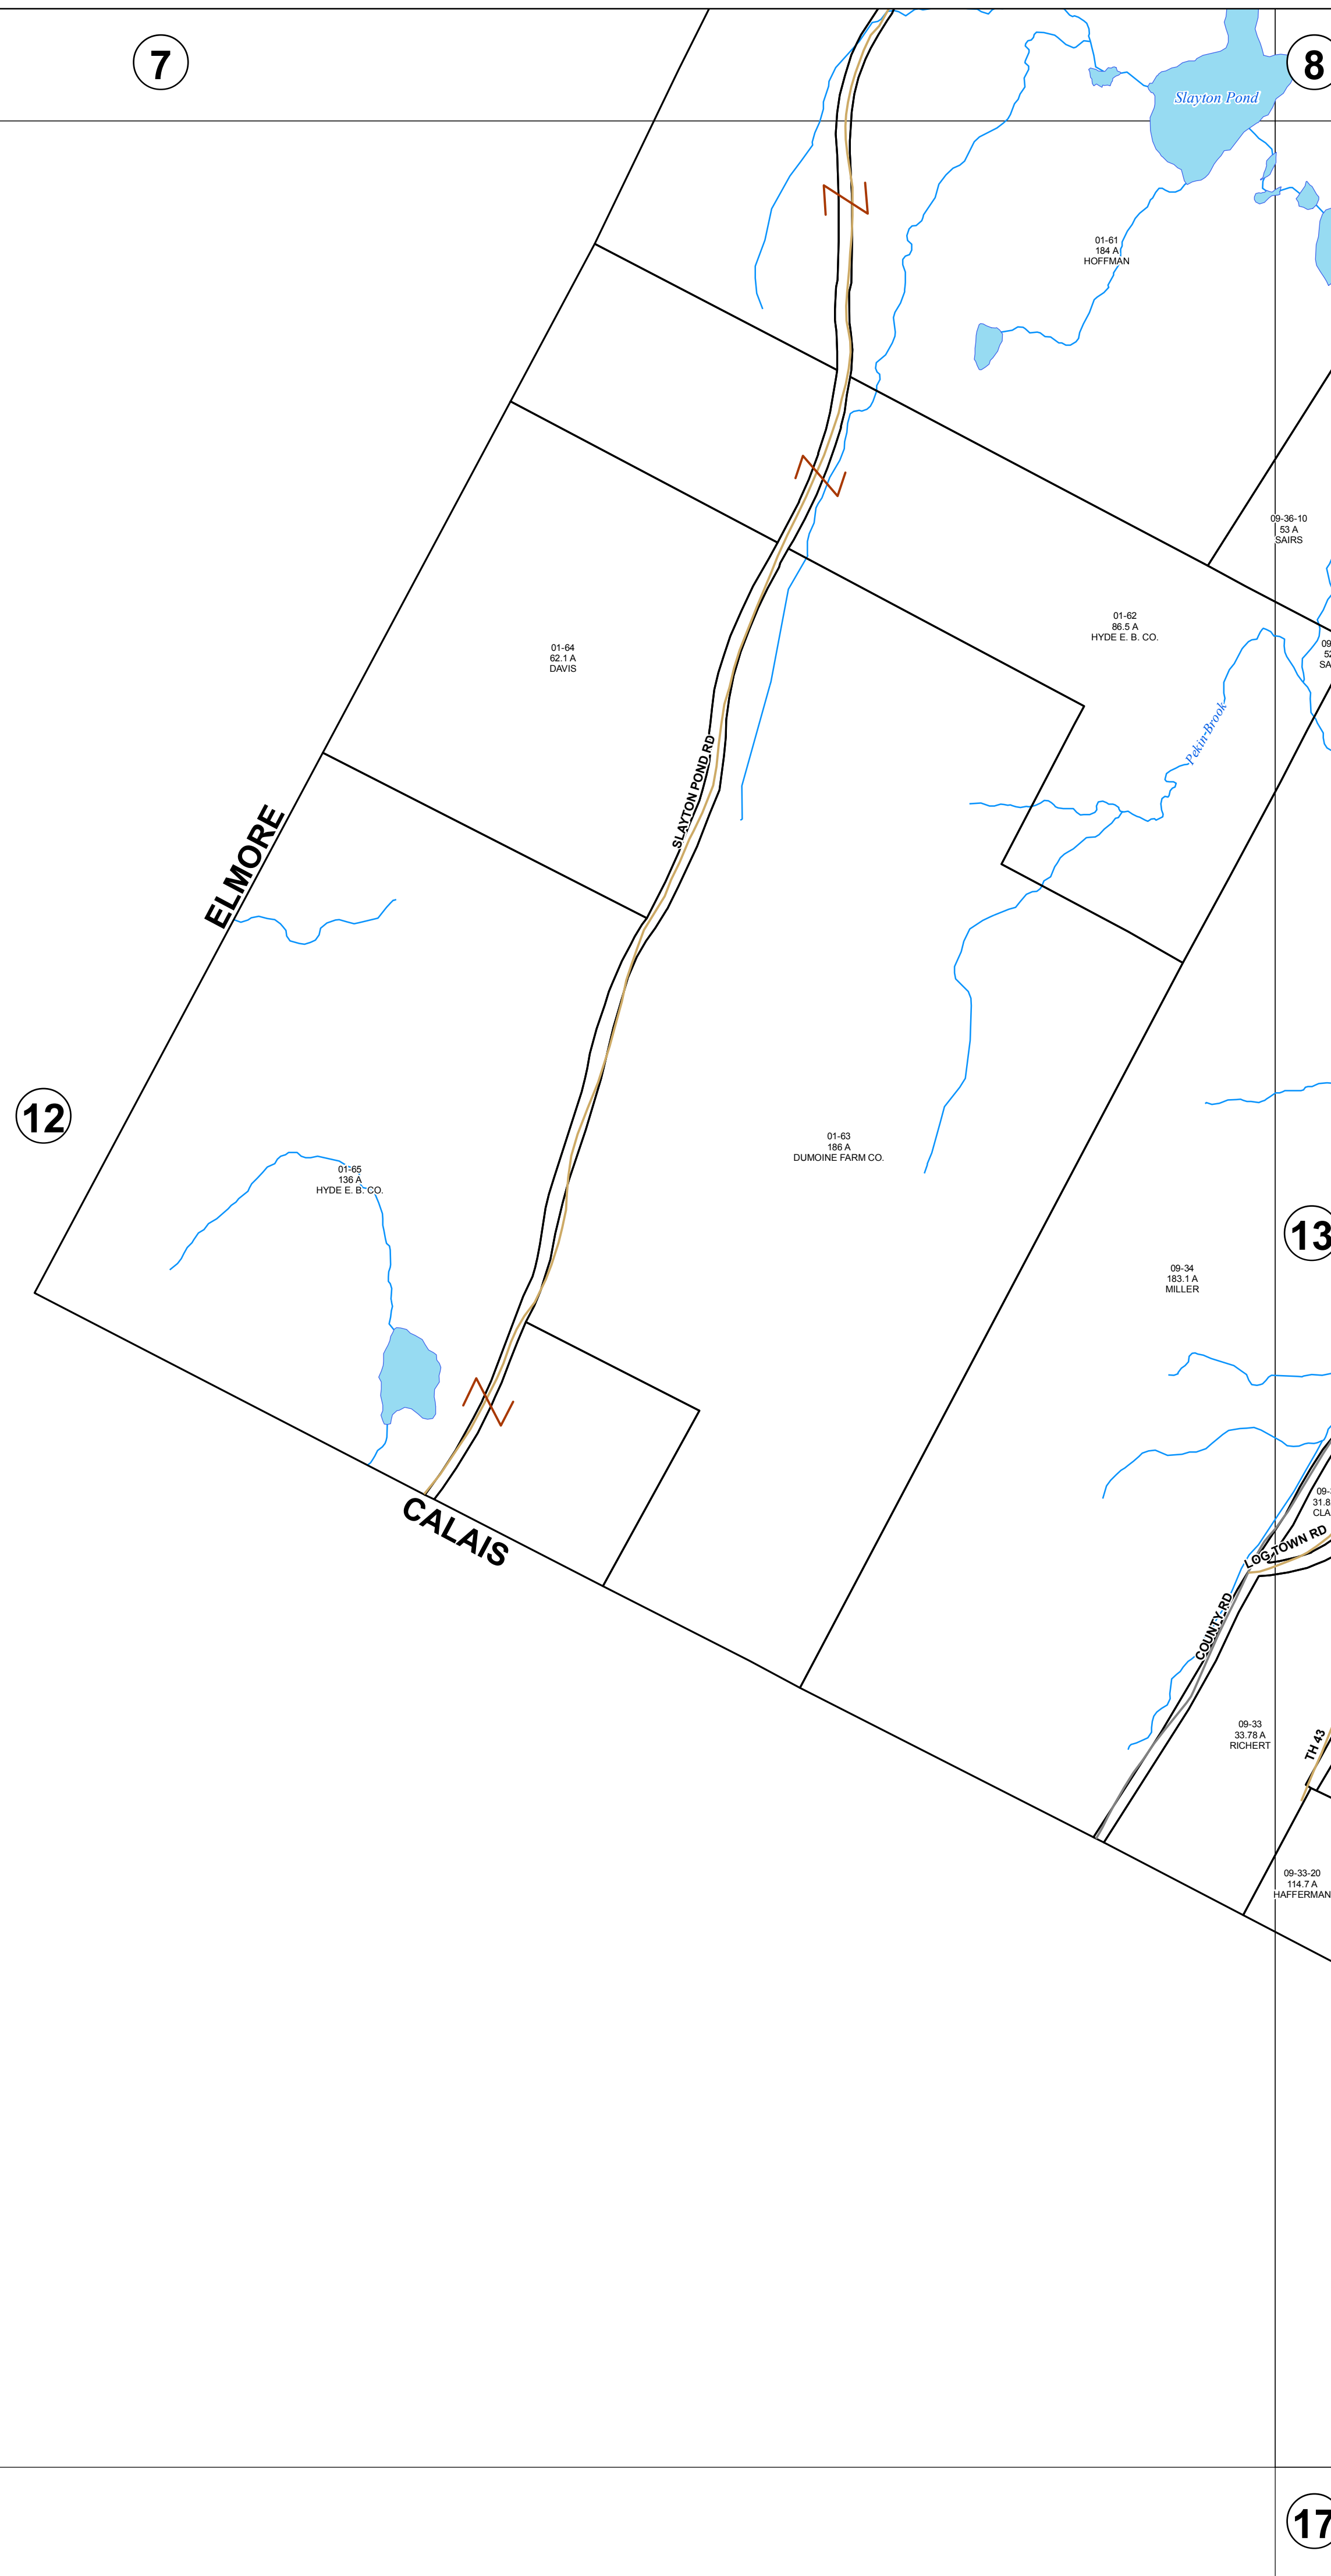 7
8
Slayton Pond
01-61
184 A
HOFFMAN
09-36-10
53 A
SAIRS
01-62
86.5 A
HYDE E. B. CO.
01-64
62.1 A
DAVIS
Pekin Brook
SLAYTON POND RD
ELMORE
12
01-63
186 A
DUMOINE FARM CO.
01-65
136 A
HYDE E. B. CO.
13
09-34
183.1 A
MILLER
CALAIS
LOG TOWN RD
COUNTY RD
09-33
33.78 A
RICHERT
TH 43
09-33-20
114.7 A
HAFFERMAN
17